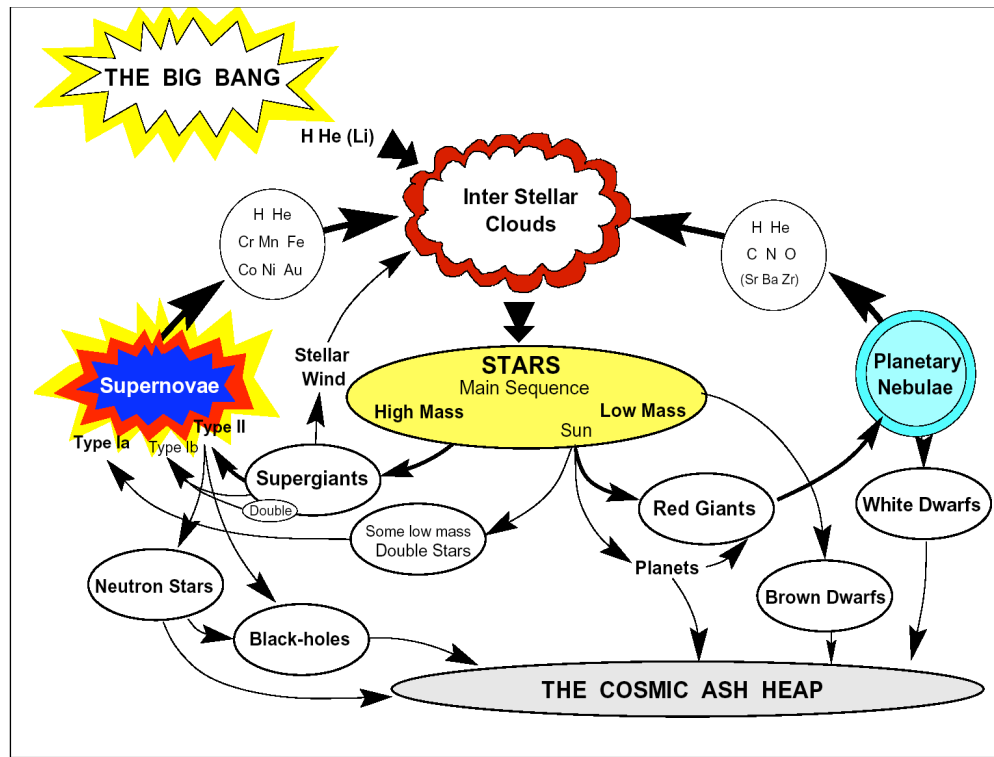 THE BIG BANG
H He (Li)
Inter Stellar
Clouds
H He
Cr Mn Fe
Co Ni Au
H He
C N O
(Sr Ba Zr)
Stellar
Wind
STARS
Main Sequence
High Mass
Low Mass
Sun
Planetary
Nebulae
Supernovae
Type Ia
Type Ib
Type II
Supergiants
Double
Some low mass
Double Stars
Red Giants
White Dwarfs
Planets
Neutron Stars
Brown Dwarfs
Black-holes
THE COSMIC ASH HEAP